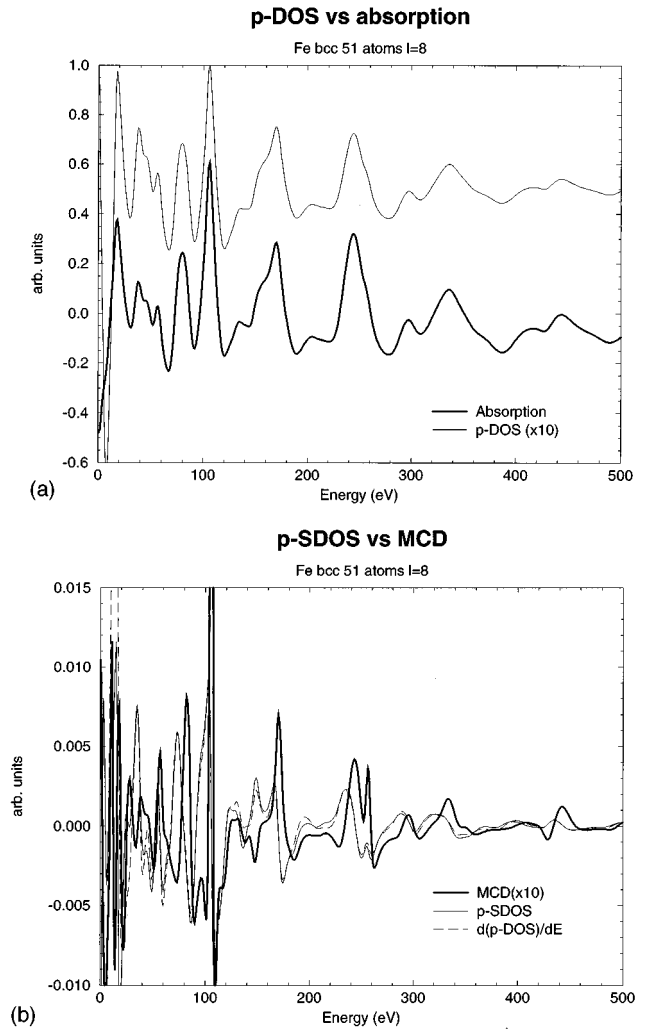 p-DOS vs absorption
Fe bcc 51 atoms l=8
1.0
0.8
0.6
0.4
0.2
0.0
-0.2
-0.4
-0.6
arb. units
Absorption
p-DOS (x10)
0 100 200 300 400 500
Energy (eV)
(a)
p-SDOS vs MCD
Fe bcc 51 atoms l=8
0.015
0.010
0.005
0.000
-0.005
-0.010
arb. units
MCD(x10)
p-SDOS
d(p-DOS)/dE
0 100 200 300 400 500
Energy (eV)
(b)